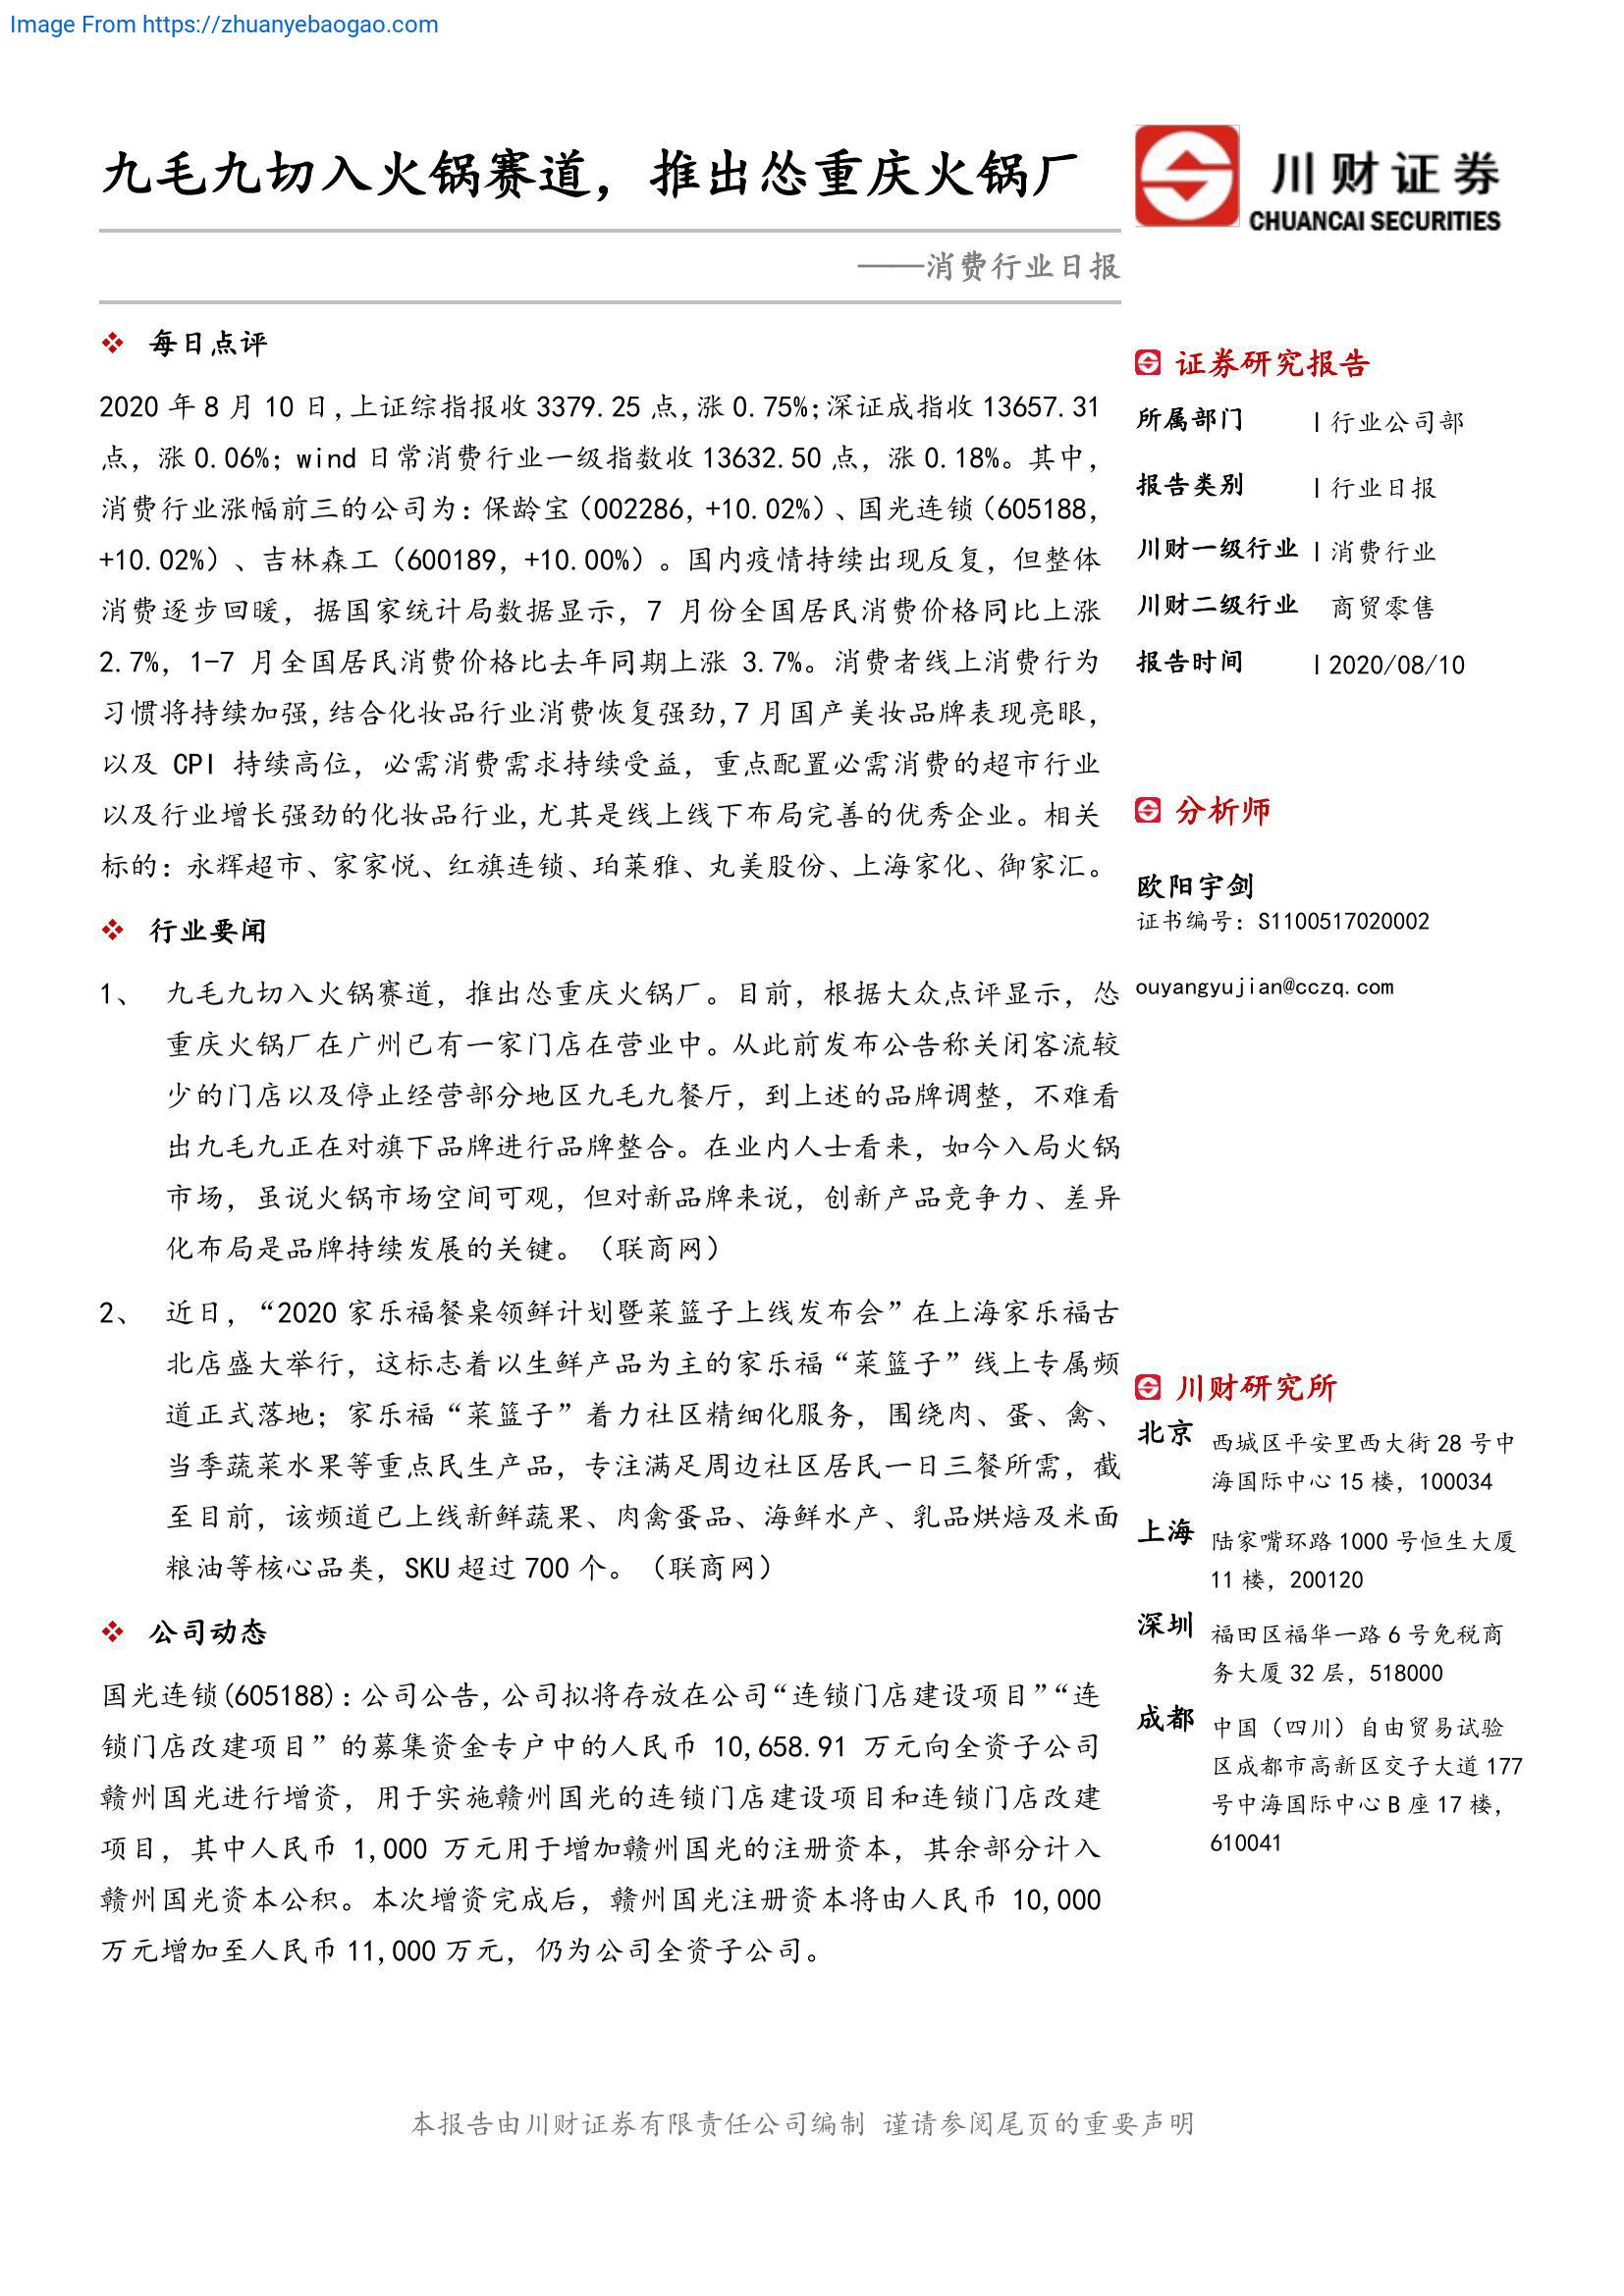 Image From https://zhuanyebaogao.com
九毛九切入火锅赛道，推出怂重庆火锅厂
川财证券
CHUANCAI SECURITIES
——消费行业日报
每日点评
2020 年 8 月 10 日,上证综指报收 3379.25 点,涨 0.75%;深证成指收 13657.31
点，涨 0.06%；wind 日常消费行业一级指数收 13632.50 点，涨 0.18%。其中，
消费行业涨幅前三的公司为：保龄宝（002286，+10.02%）、国光连锁（605188，
+10.02%）、吉林森工（600189，+10.00%）。国内疫情持续出现反复，但整体
消费逐步回暖，据国家统计局数据显示，7 月份全国居民消费价格同比上涨
2.7%，1-7 月全国居民消费价格比去年同期上涨 3.7%。消费者线上消费行为
习惯将持续加强,结合化妆品行业消费恢复强劲,7 月国产美妆品牌表现亮眼，
以及 CPI 持续高位，必需消费需求持续受益，重点配置必需消费的超市行业
以及行业增长强劲的化妆品行业,尤其是线上线下布局完善的优秀企业。相关
标的：永辉超市、家家悦、红旗连锁、珀莱雅、丸美股份、上海家化、御家汇。
行业要闻
1、 九毛九切入火锅赛道，推出怂重庆火锅厂。目前，根据大众点评显示，怂
重庆火锅厂在广州已有一家门店在营业中。从此前发布公告称关闭客流较
少的门店以及停止经营部分地区九毛九餐厅，到上述的品牌调整，不难看
出九毛九正在对旗下品牌进行品牌整合。在业内人士看来，如今入局火锅
市场，虽说火锅市场空间可观，但对新品牌来说，创新产品竞争力、差异
化布局是品牌持续发展的关键。（联商网）
2、 近日，“2020 家乐福餐桌领鲜计划暨菜篮子上线发布会”在上海家乐福古
北店盛大举行，这标志着以生鲜产品为主的家乐福“菜篮子”线上专属频
道正式落地；家乐福“菜篮子”着力社区精细化服务，围绕肉、蛋、禽、
当季蔬菜水果等重点民生产品，专注满足周边社区居民一日三餐所需，截
至目前，该频道已上线新鲜蔬果、肉禽蛋品、海鲜水产、乳品烘焙及米面
粮油等核心品类，SKU 超过 700 个。（联商网）
公司动态
国光连锁(605188)：公司公告,公司拟将存放在公司“连锁门店建设项目”“连
锁门店改建项目”的募集资金专户中的人民币 10,658.91 万元向全资子公司
赣州国光进行增资，用于实施赣州国光的连锁门店建设项目和连锁门店改建
项目，其中人民币 1,000 万元用于增加赣州国光的注册资本，其余部分计入
赣州国光资本公积。本次增资完成后，赣州国光注册资本将由人民币 10,000
万元增加至人民币 11,000 万元，仍为公司全资子公司。
证券研究报告
所属部门 | 行业公司部
报告类别 | 行业日报
川财一级行业 | 消费行业
川财二级行业 商贸零售
报告时间 | 2020/08/10
分析师
欧阳宇剑
证书编号：S1100517020002
ouyangyujian@cczq.com
川财研究所
北京 西城区平安里西大街 28 号中
海国际中心 15 楼，100034
上海 陆家嘴环路 1000 号恒生大厦
11 楼，200120
深圳 福田区福华一路 6 号免税商
务大厦 32 层，518000
成都 中国（四川）自由贸易试验
区成都市高新区交子大道 177
号中海国际中心 B 座 17 楼，
610041
本报告由川财证券有限责任公司编制 谨请参阅尾页的重要声明